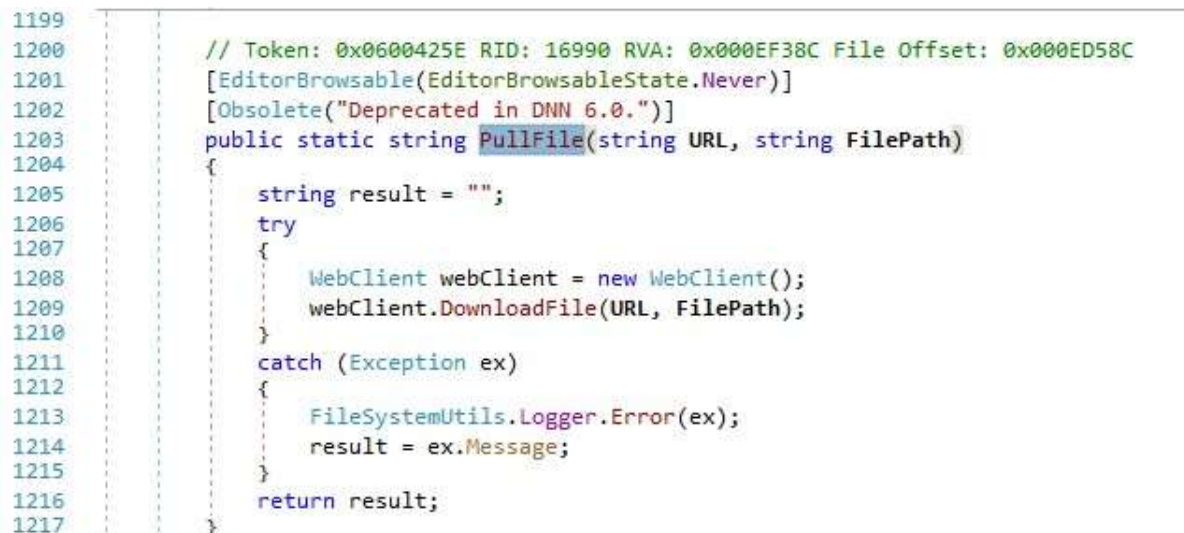 1199
1200 // Token: 0x0600425E RID: 16990 RVA: 0x000EF38C File Offset: 0x000ED58C
1201 [EditorBrowsable(EditorBrowsableState.Never)]
1202 [Obsolete("Deprecated in DNN 6.0.")]
1203 public static string PullFile(string URL, string FilePath)
1204 {
1205 string result = "";
1206 try
1207 {
1208 WebClient webClient = new WebClient();
1209 webClient.DownloadFile(URL, FilePath);
1210 }
1211 catch (Exception ex)
1212 {
1213 FileSystemUtils.Logger.Error(ex);
1214 result = ex.Message;
1215 }
1216 return result;
1217 }